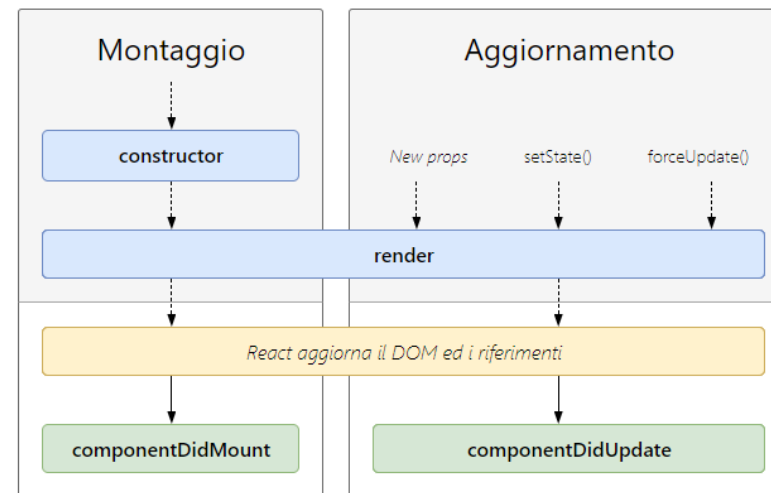 Montaggio
Aggiornamento
constructor
New props
setState()
forceUpdate()
render
React aggiorna il DOM ed i riferimenti
componentDidMount
componentDidUpdate